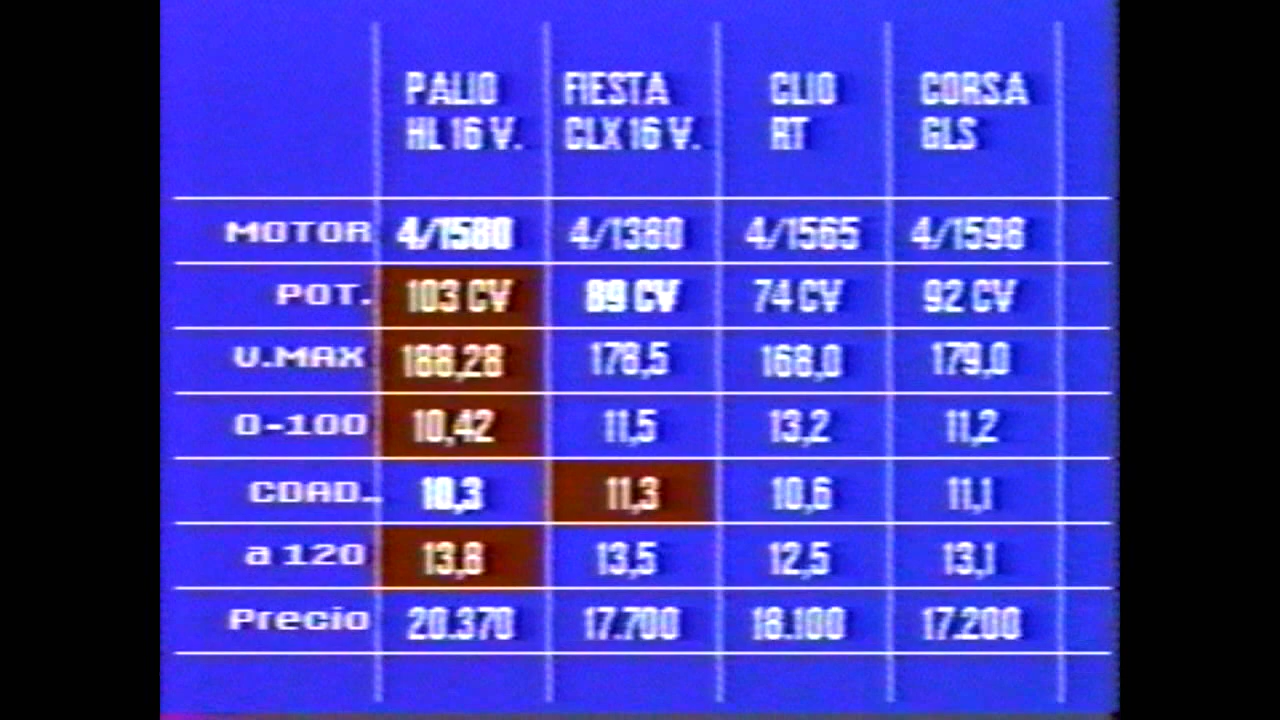 PALIO FIESTA CLIO CORSA
HL 16 V. CLX 16 V. RT GLS
MOTOR 4/1580 4/1380 4/1565 4/1598
POT. 103 CV 89 CV 74 CV 92 CV
V.MAX 188,28 178,5 168,0 179,0
0-100 10,42 11,5 13,2 11,2
CDAD.. 10,3 11,3 10,6 11,1
a 120 13,8 13,5 12,5 13,1
Precio 20.370 17.700 18.100 17.200